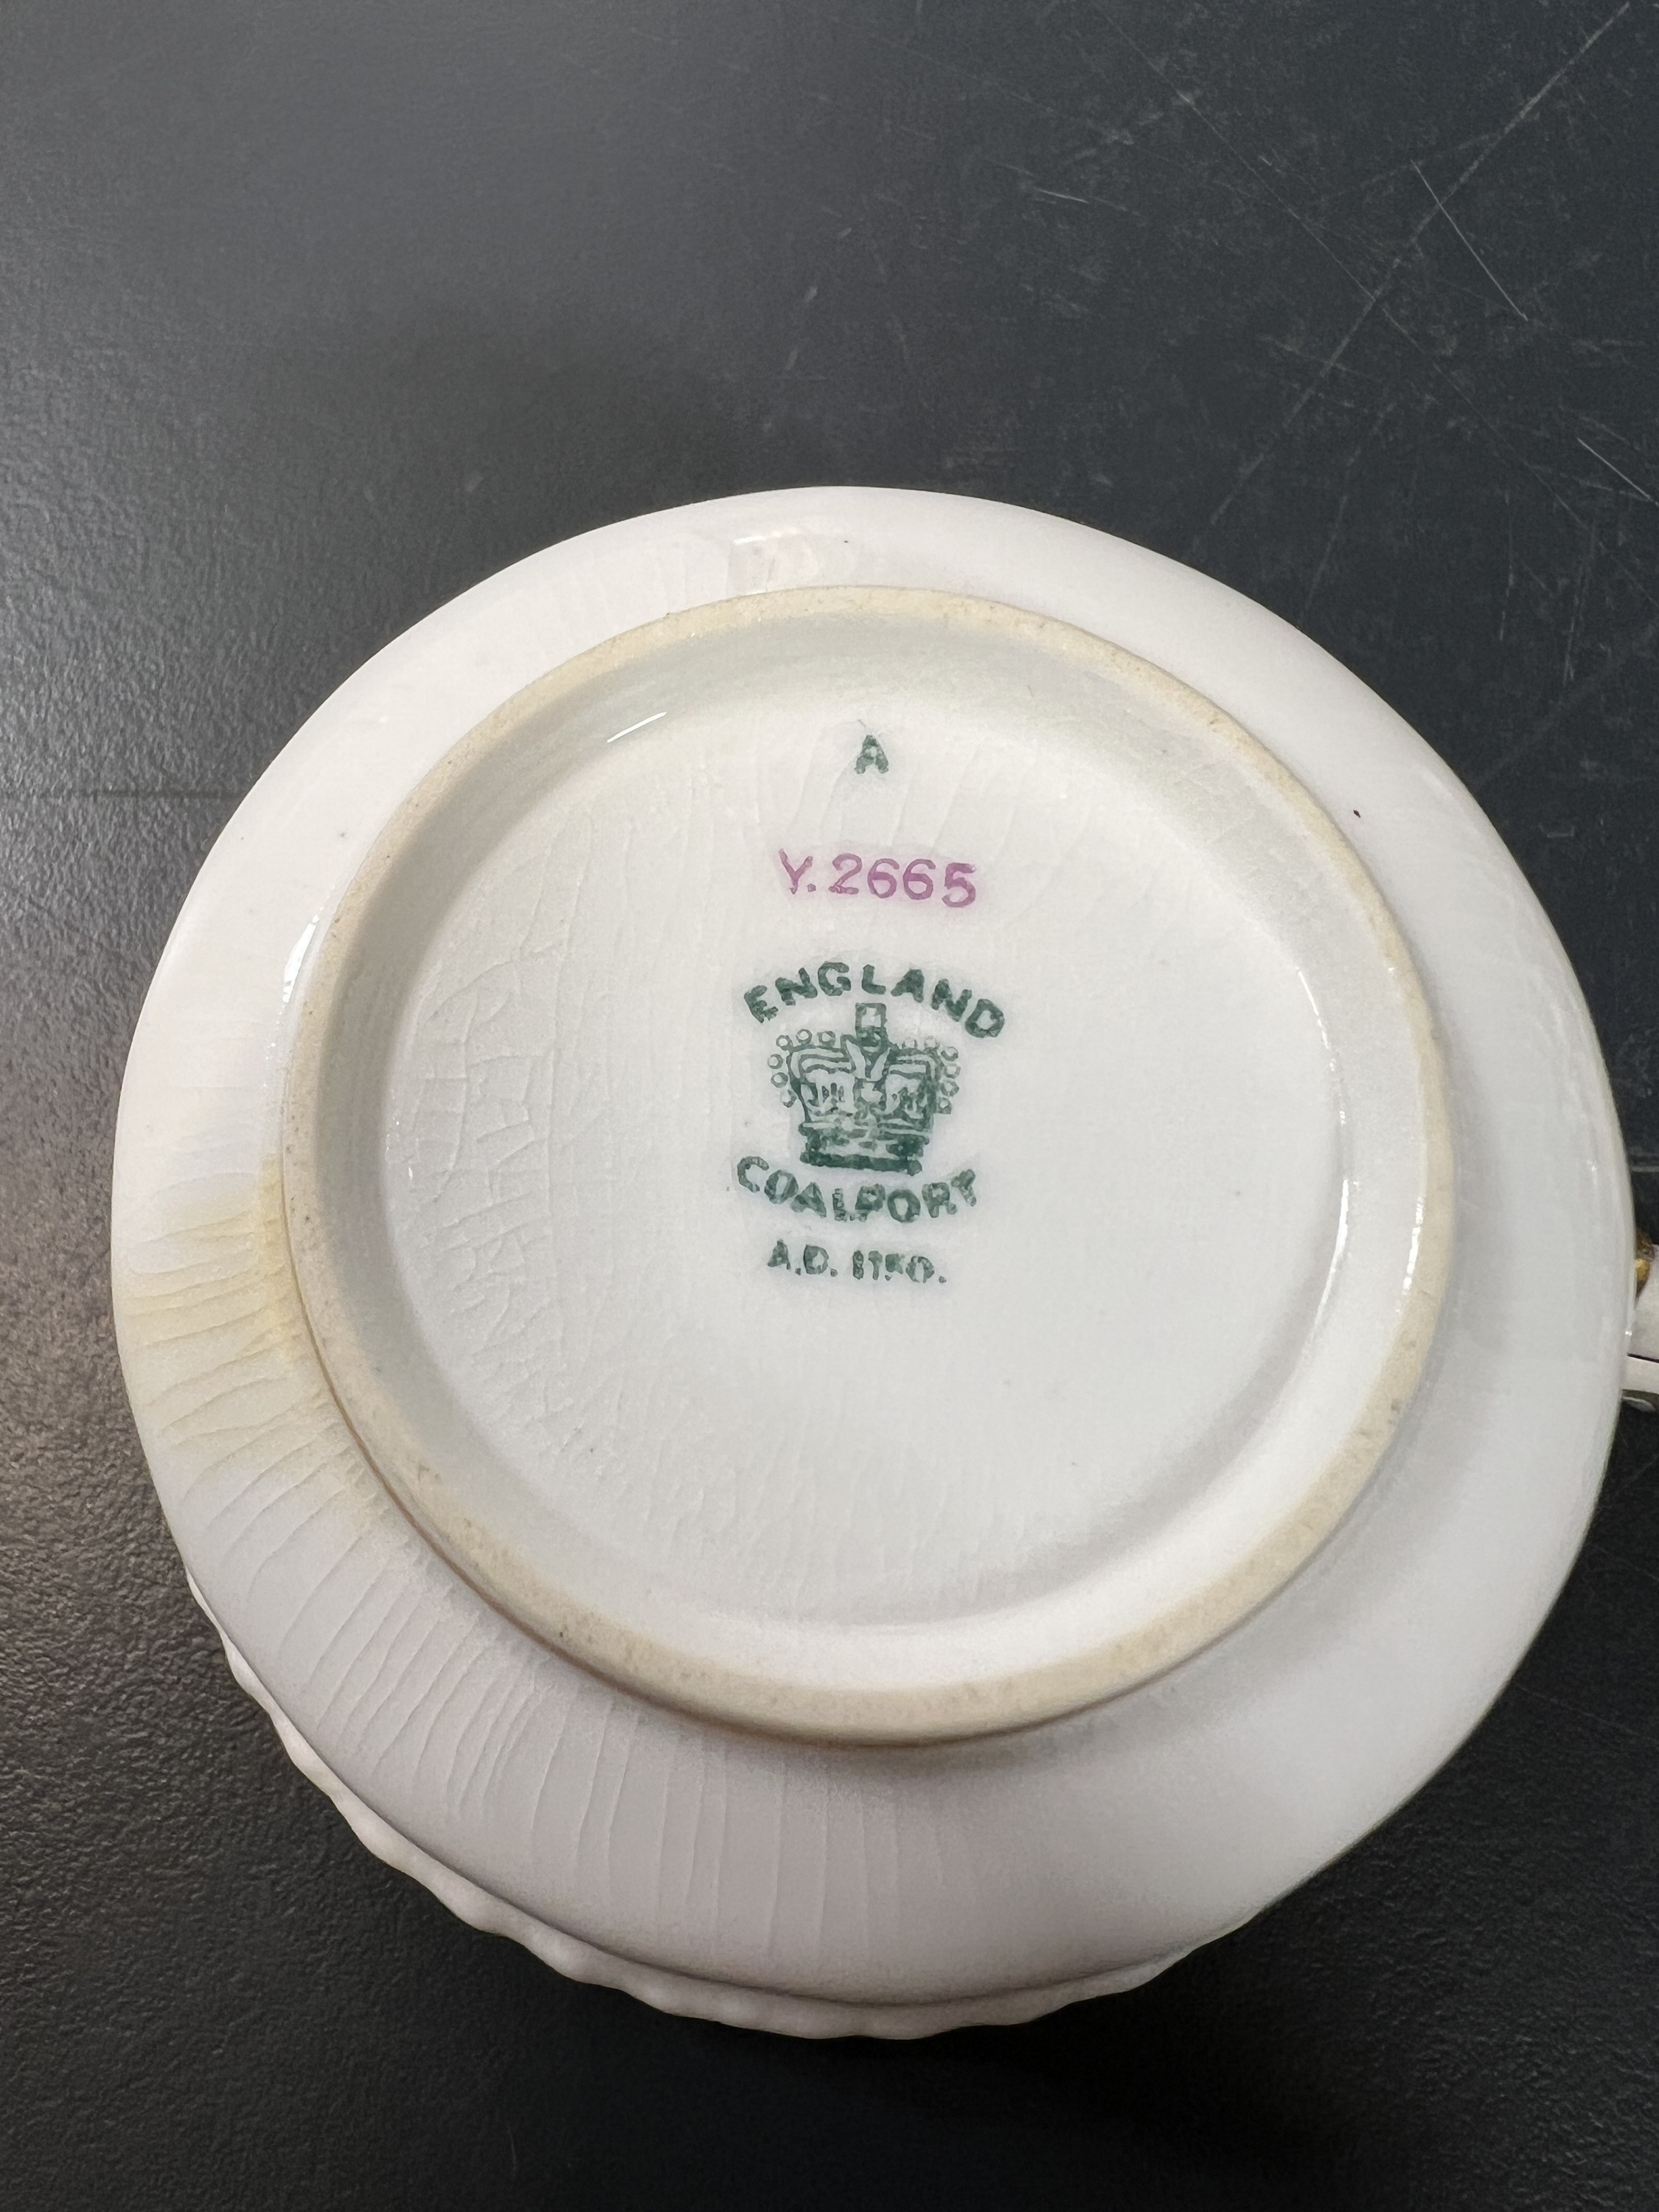 A
Y.2665
ENGLAND
COALPORT
A.D. 1750.